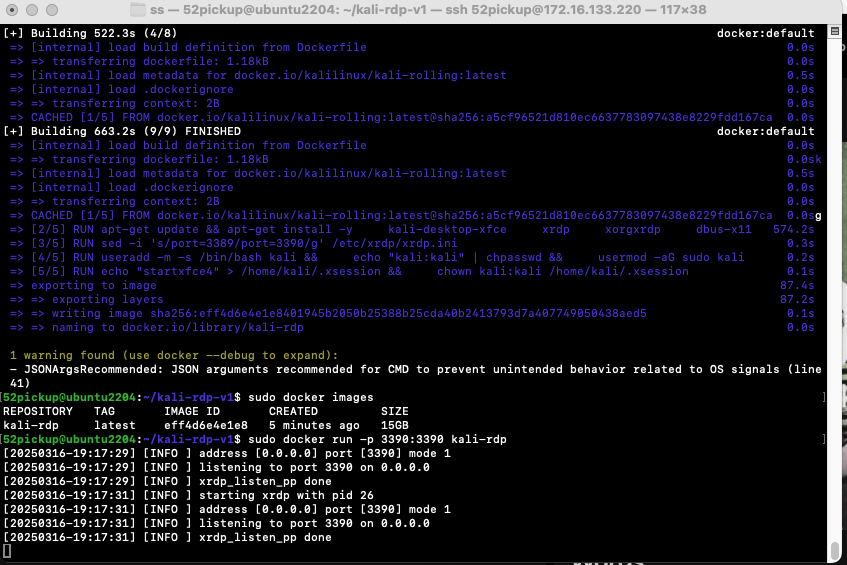 ss — 52pickup@ubuntu2204: ~/kali-rdp-v1 — ssh 52pickup@172.16.133.220 — 117×38
[+] Building 522.3s (4/8) docker:default
=> [internal] load build definition from Dockerfile 0.0s
=> => transferring dockerfile: 1.18kB 0.0s
=> [internal] load metadata for docker.io/kalilinux/kali-rolling:latest 0.5s
=> [internal] load .dockerignore 0.0s
=> => transferring context: 2B 0.0s
=> CACHED [1/5] FROM docker.io/kalilinux/kali-rolling:latest@sha256:a5cf96521d810ec6637783097438e8229fdd167ca 0.0s
[+] Building 663.2s (9/9) FINISHED docker:default
=> [internal] load build definition from Dockerfile 0.0s
=> => transferring dockerfile: 1.18kB 0.0sk
=> [internal] load metadata for docker.io/kalilinux/kali-rolling:latest 0.5s
=> [internal] load .dockerignore 0.0s
=> => transferring context: 2B 0.0s
=> CACHED [1/5] FROM docker.io/kalilinux/kali-rolling:latest@sha256:a5cf96521d810ec6637783097438e8229fdd167ca 0.0sg
=> [2/5] RUN apt-get update && apt-get install -y kali-desktop-xfce xrdp xorgxrdp dbus-x11 574.2s
=> [3/5] RUN sed -i 's/port=3389/port=3390/g' /etc/xrdp/xrdp.ini 0.3s
=> [4/5] RUN useradd -m -s /bin/bash kali && echo "kali:kali" | chpasswd && usermod -aG sudo kali 0.2s
=> [5/5] RUN echo "startxfce4" > /home/kali/.xsession && chown kali:kali /home/kali/.xsession 0.1s
=> exporting to image 87.4s
=> => exporting layers 87.2s
=> => writing image sha256:eff4d6e4e1e8401945b2050b25388b25cda40b2413793d7a407749050438aed5 0.1s
=> => naming to docker.io/library/kali-rdp 0.0s
1 warning found (use docker --debug to expand):
- JSONArgsRecommended: JSON arguments recommended for CMD to prevent unintended behavior related to OS signals (line
41)
[52pickup@ubuntu2204:~/kali-rdp-v1$ sudo docker images ]
REPOSITORY TAG IMAGE ID CREATED SIZE
kali-rdp latest eff4d6e4e1e8 5 minutes ago 15GB
[52pickup@ubuntu2204:~/kali-rdp-v1$ sudo docker run -p 3390:3390 kali-rdp ]
[20250316-19:17:29] [INFO ] address [0.0.0.0] port [3390] mode 1
[20250316-19:17:29] [INFO ] listening to port 3390 on 0.0.0.0
[20250316-19:17:29] [INFO ] xrdp_listen_pp done
[20250316-19:17:31] [INFO ] starting xrdp with pid 26
[20250316-19:17:31] [INFO ] address [0.0.0.0] port [3390] mode 1
[20250316-19:17:31] [INFO ] listening to port 3390 on 0.0.0.0
[20250316-19:17:31] [INFO ] xrdp_listen_pp done